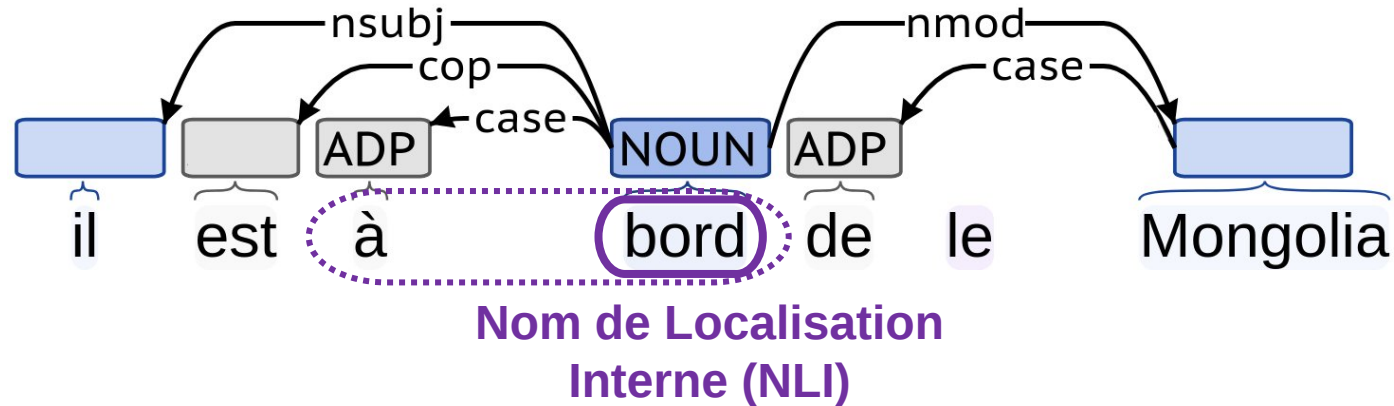 nsubj nmod
cop case
case
ADP NOUN ADP
il est à bord de le Mongolia
Nom de Localisation
Interne (NLI)